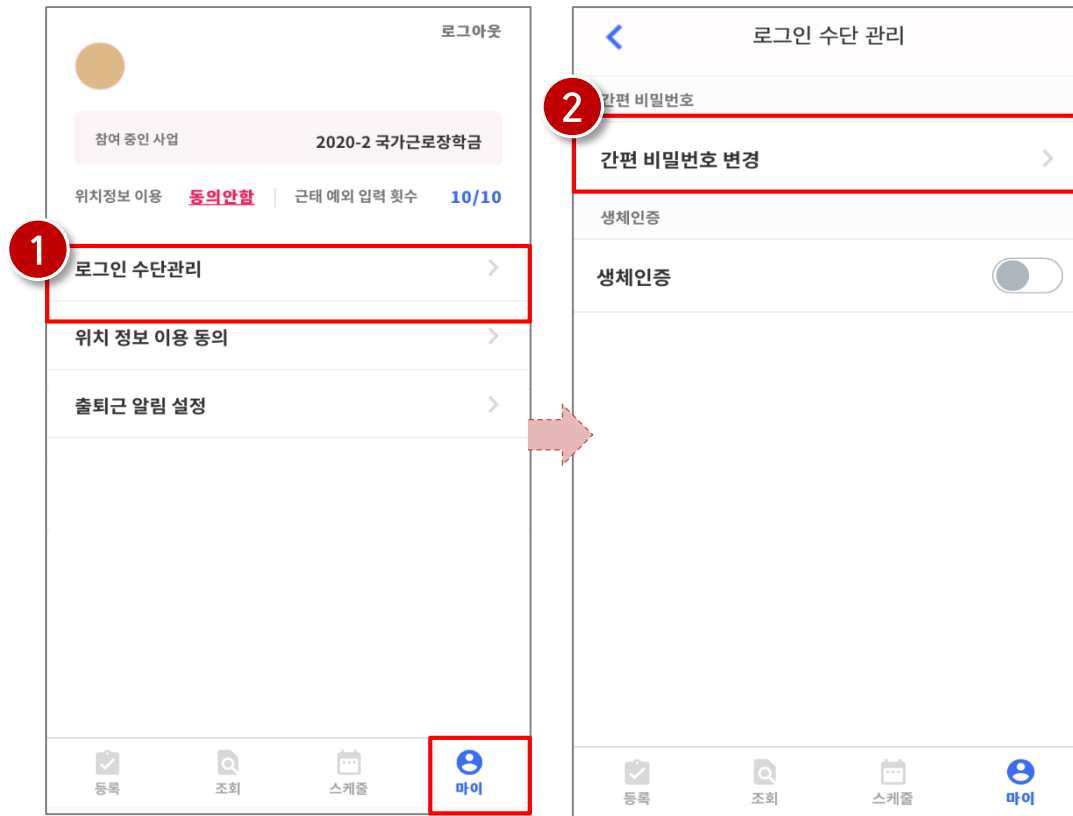 로그아웃
참여 중인 사업 2020-2 국가근로장학금
위치정보 이용 동의안함 근태 예외 입력 횟수 10/10
1
로그인 수단관리
위치 정보 이용 동의
출퇴근 알림 설정
등록 조회 스케줄 마이
로그인 수단 관리
2
간편 비밀번호
간편 비밀번호 변경
생체인증
생체인증
등록 조회 스케줄 마이